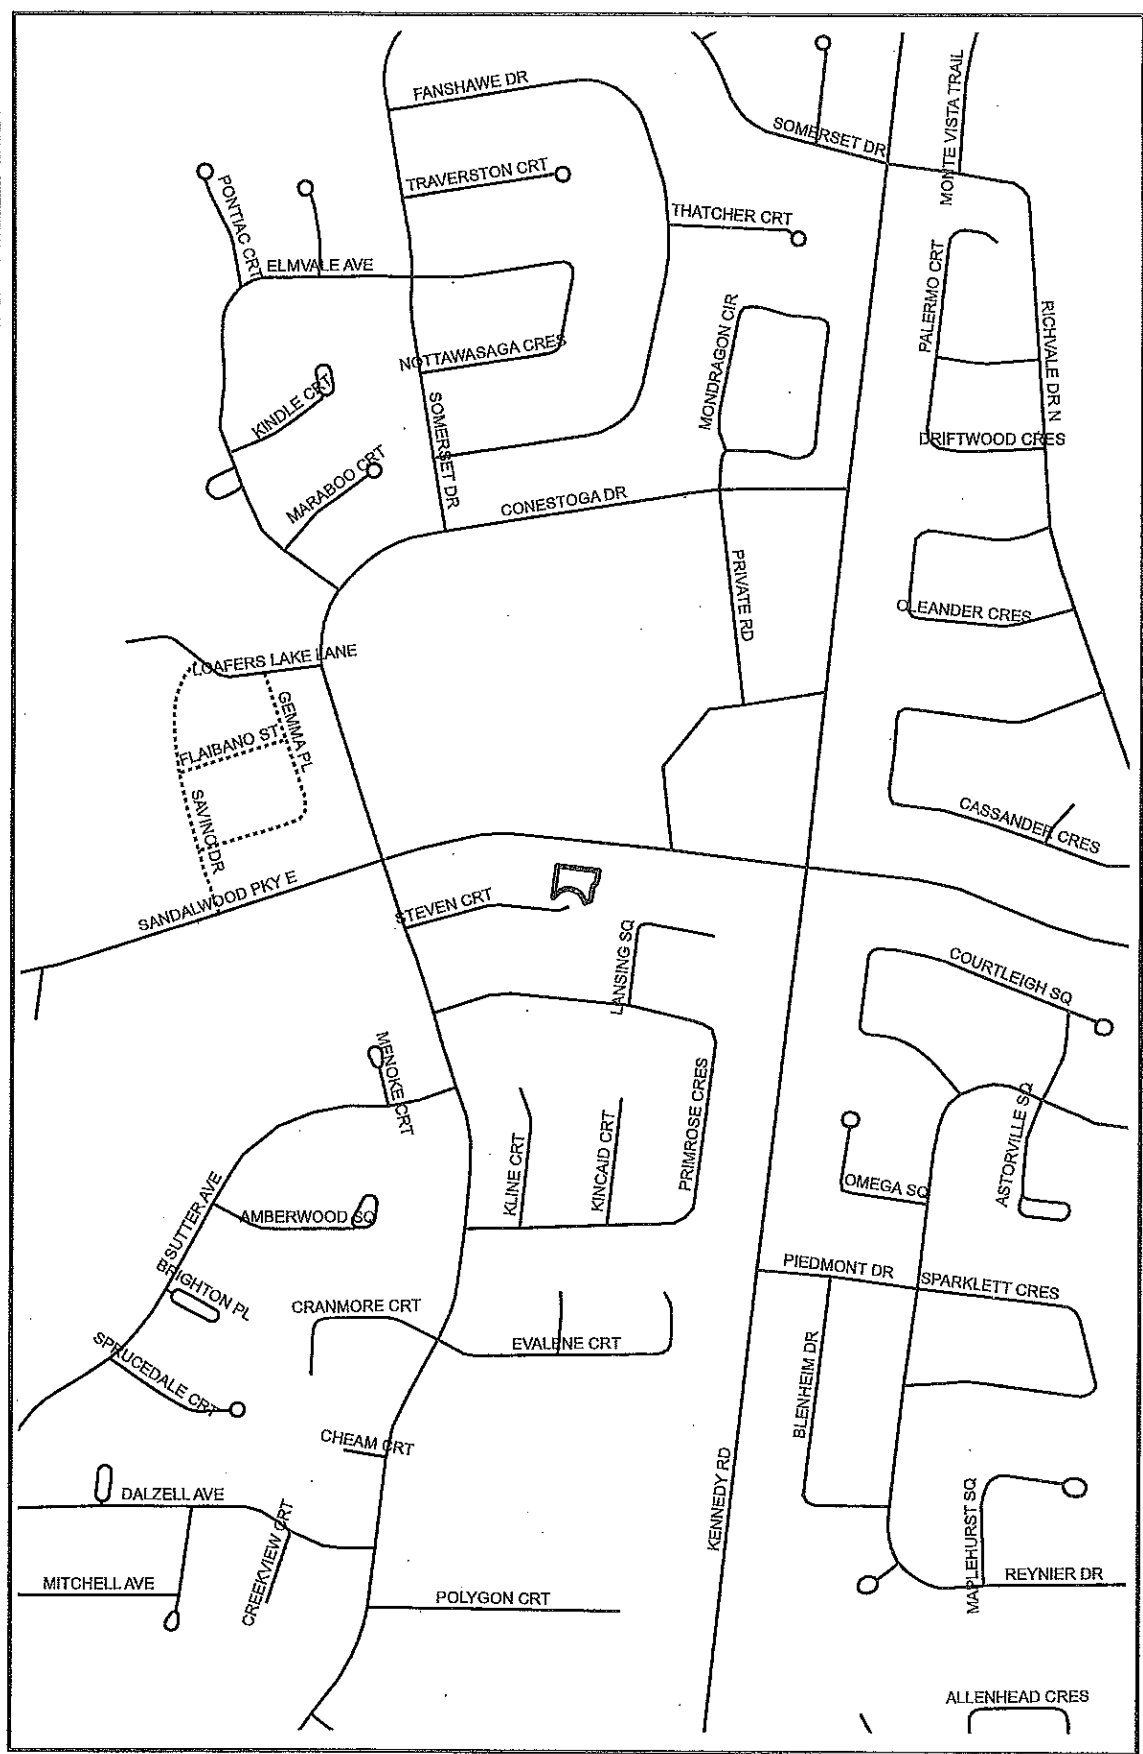 FANSHAWE DR
MONTE VISTA TRAIL
SOMERSET DR
TRAVERSTON CRT
PONTIAC CRT
THATCHER CRT
ELMVALE AVE
PALERMO CRT
MONDRAGON CIR
RICHVALE DR N
NOTTAWASAGA CRES
KINDLE CRT
SOMERSET DR
DRIFTWOOD CRES
MARABOO CRT
CONESTOGA DR
PRIVATE RD
OLEANDER CRES
LOAFERS LAKE LANE
GEMMA PL
FLAIBANO ST
SAVINO DR
CASSANDER CRES
SANDALWOOD PKY E
STEVEN CRT
LANSING SQ
COURTLEIGH SQ
MENOKE CRT
PRIMROSE CRES
KLINE CRT
KINCAID CRT
ASTORVILLE SQ
OMEGA SQ
SUTTER AVE
AMBERWOOD SQ
PIEDMONT DR
SPARKLETT CRES
BRIGHTON PL
CRANMORE CRT
EVALENE CRT
SPRUCEDALE CRT
BLENHEIM DR
CHEAM CRT
KENNEDY RD
DALZELL AVE
CREEKVIEW CRT
MAPLEHURST SQ
MITCHELL AVE
REYNIER DR
POLYGON CRT
ALLENHEAD CRES